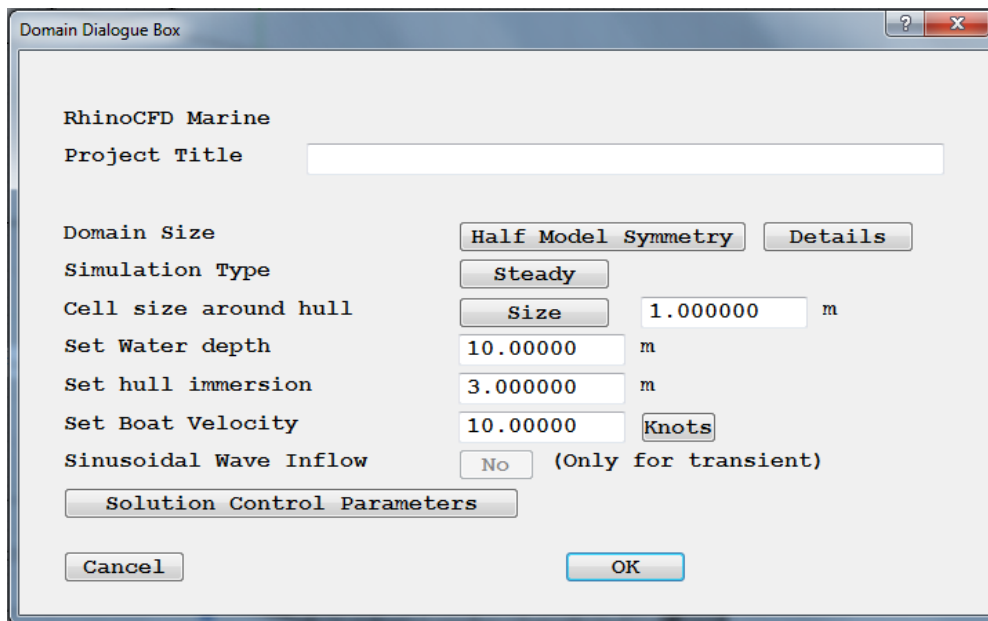 Domain Dialogue Box
RhinoCFD Marine
Project Title
Domain Size Half Model Symmetry Details
Simulation Type Steady
Cell size around hull Size 1.000000 m
Set Water depth 10.00000 m
Set hull immersion 3.000000 m
Set Boat Velocity 10.00000 Knots
Sinusoidal Wave Inflow No (Only for transient)
Solution Control Parameters
Cancel OK